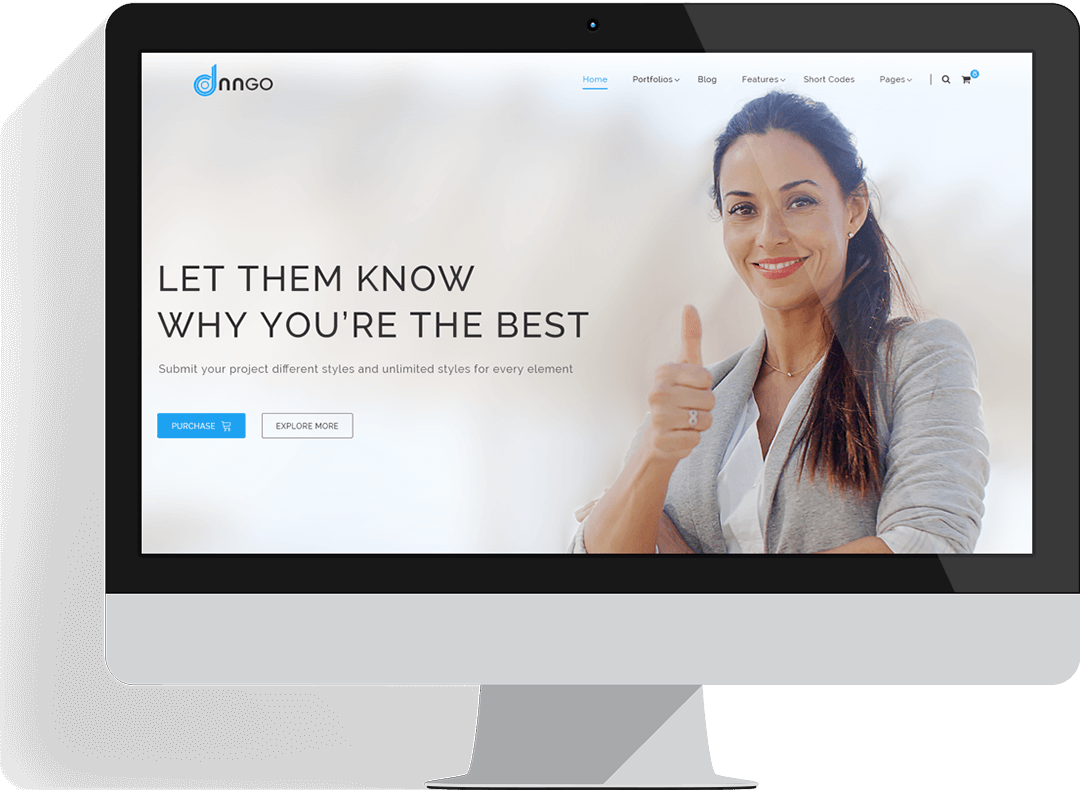 dnnGO
Home Portfolios Blog Features Short Codes Pages
LET THEM KNOW
WHY YOU'RE THE BEST
Submit your project different styles and unlimited styles for every element
PURCHASE EXPLORE MORE